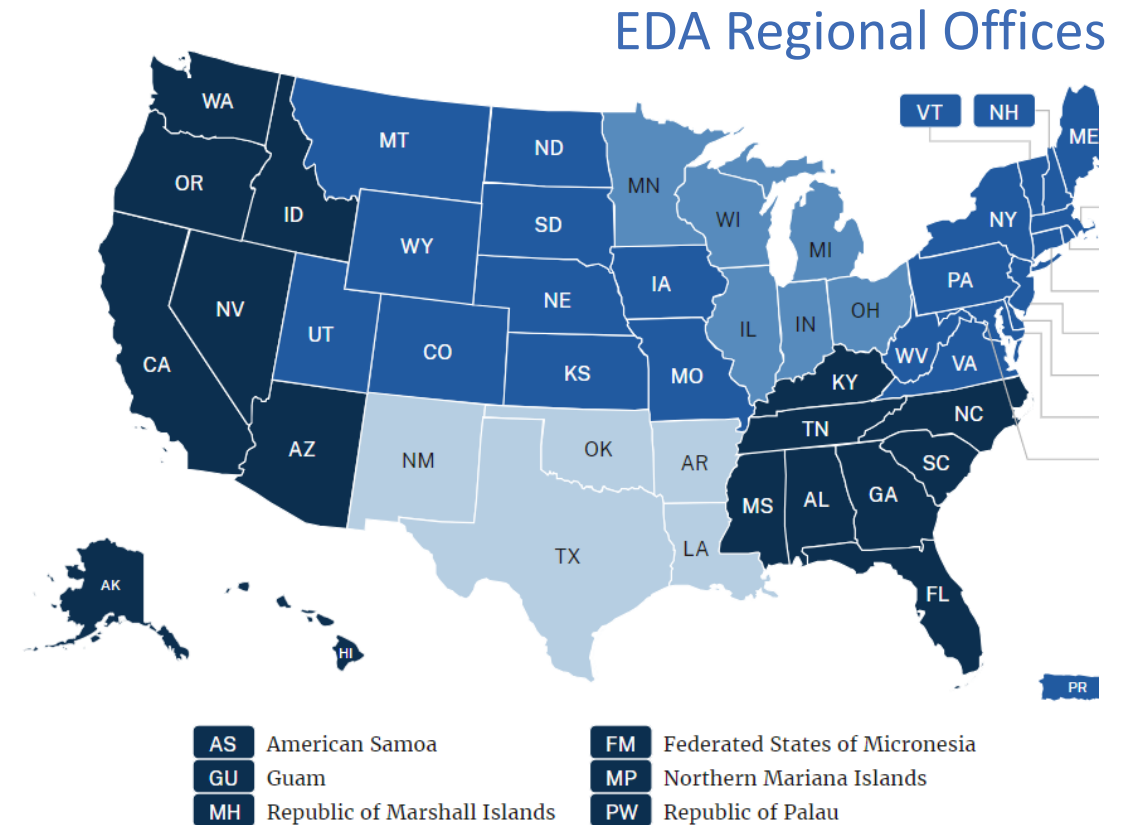 EDA Regional Offices
WA
VT NH
ME
MT
ND
OR
MN
ID
WI
NY
SD
WY
MI
PA
IA
NE
NV
OH
IN
IL
UT
CO
WV
VA
CA
KS
MO
KY
NC
TN
AZ
OK
NM
AR
SC
GA
MS
AL
LA
TX
AK
FL
HI
PR
AS American Samoa
FM Federated States of Micronesia
GU Guam
MP Northern Mariana Islands
MH Republic of Marshall Islands
PW Republic of Palau